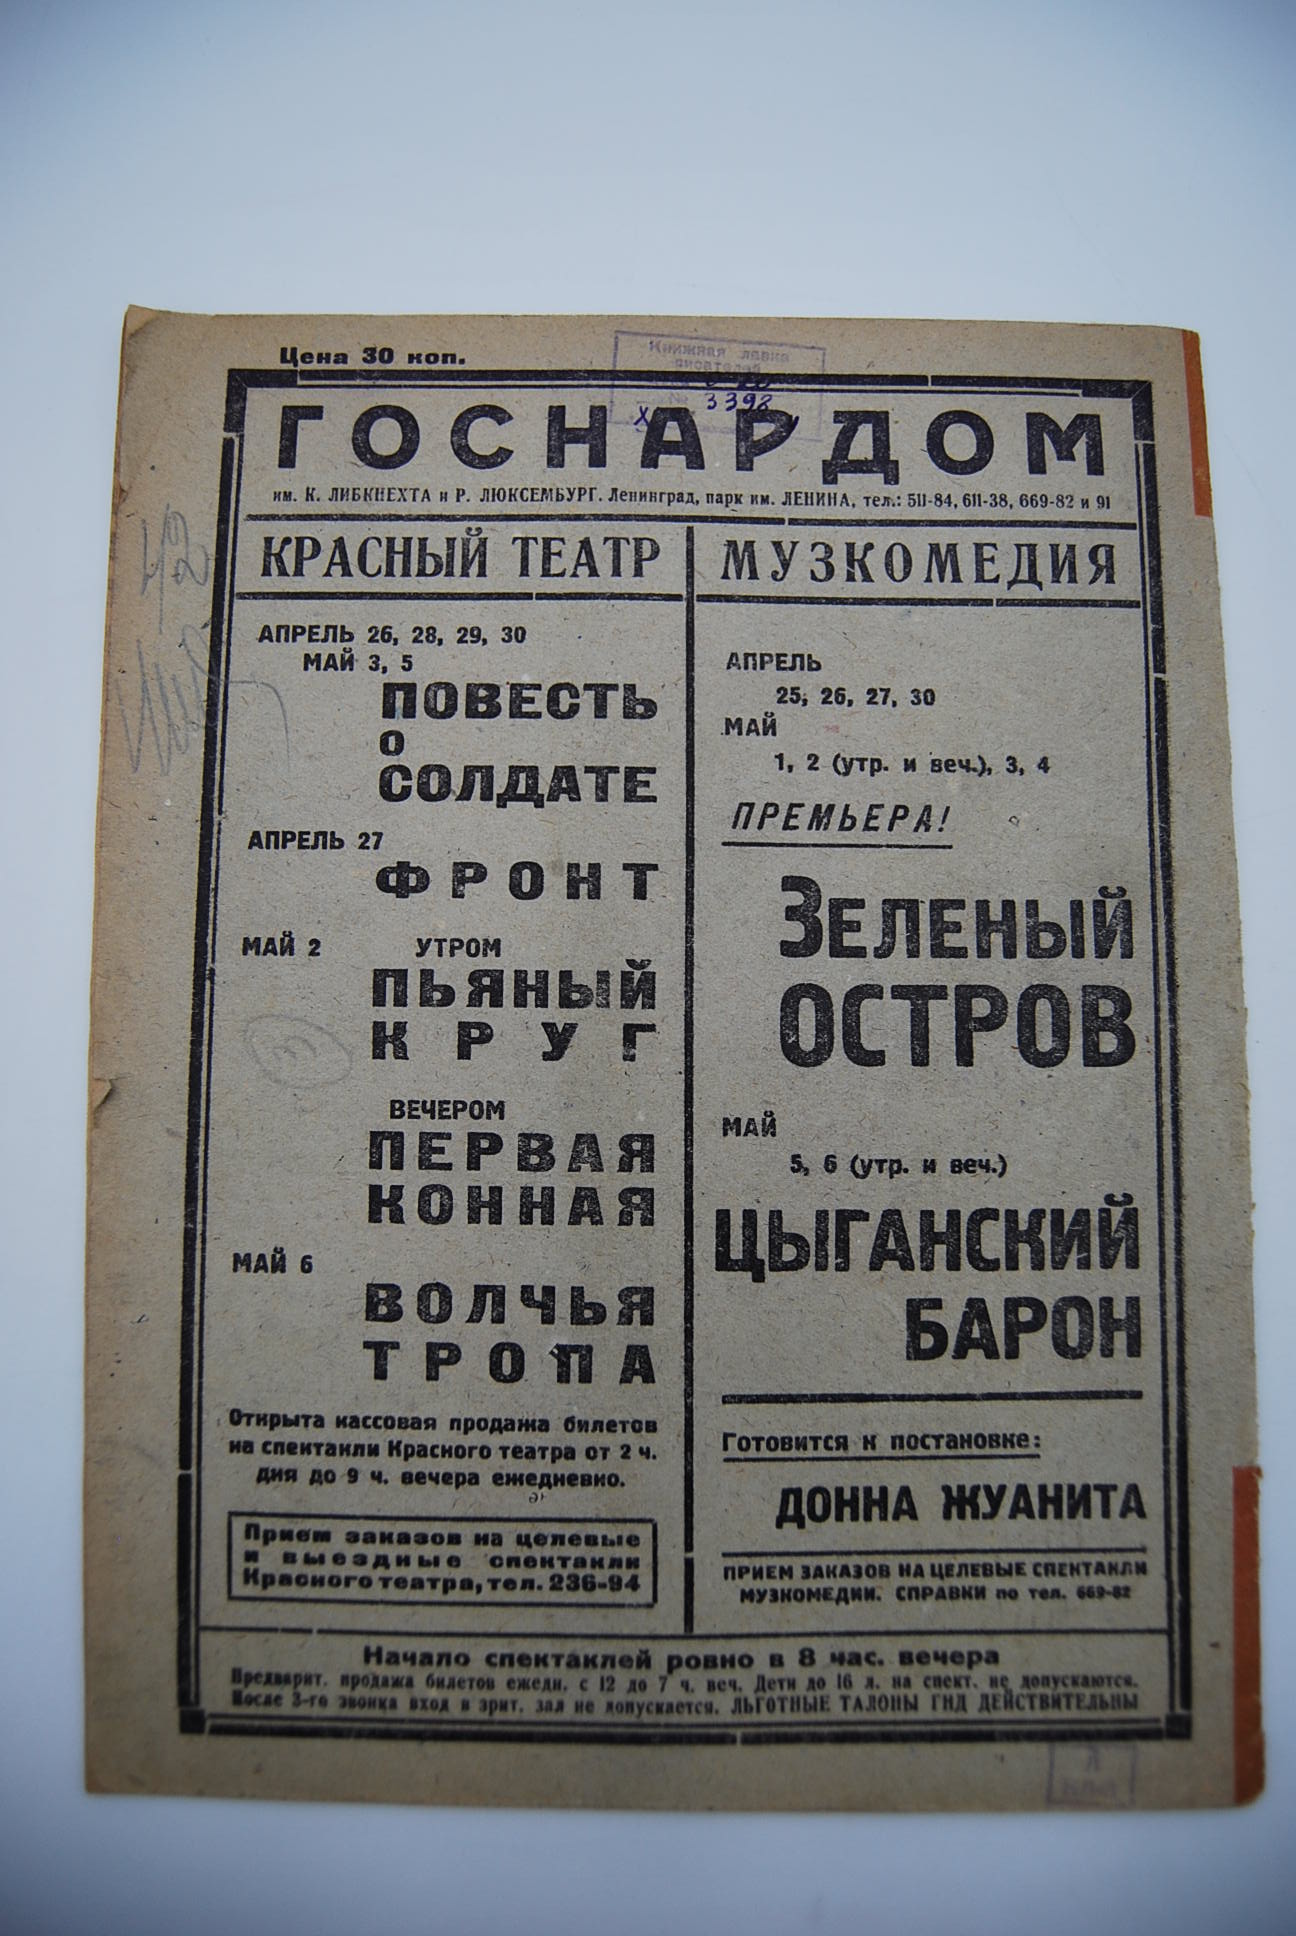 Цена 30 коп.
Книжная лавка
писателей
№ 3398
ГОСНАРДОМ
им. К. ЛИБКНЕХТА и Р. ЛЮКСЕМБУРГ. Ленинград, парк им. ЛЕНИНА, тел.: 511-84, 611-38, 669-82 и 91
КРАСНЫЙ ТЕАТР
АПРЕЛЬ 26, 28, 29, 30
МАЙ 3, 5
ПОВЕСТЬ
О
СОЛДАТЕ
АПРЕЛЬ 27
ФРОНТ
МАЙ 2 УТРОМ
ПЬЯНЫЙ
КРУГ
ВЕЧЕРОМ
ПЕРВАЯ
КОННАЯ
МАЙ 6
ВОЛЧЬЯ
ТРОПА
Открыта кассовая продажа билетов
на спектакли Красного театра от 2 ч.
дня до 9 ч. вечера ежедневно.
Прием заказов на целевые
и выездные спектакли
Красного театра, тел. 236-94
МУЗКОМЕДИЯ
АПРЕЛЬ
25, 26, 27, 30
МАЙ
1, 2 (утр. и веч.), 3, 4
ПРЕМЬЕРА!
ЗЕЛЕНЫЙ
ОСТРОВ
МАЙ
5, 6 (утр. и веч.)
ЦЫГАНСКИЙ
БАРОН
Готовится к постановке:
ДОННА ЖУАНИТА
ПРИЕМ ЗАКАЗОВ НА ЦЕЛЕВЫЕ СПЕКТАКЛИ
МУЗКОМЕДИИ. СПРАВКИ по тел. 669-82
Начало спектаклей ровно в 8 час. вечера
Предварит. продажа билетов ежедн. с 12 до 7 ч. веч. Дети до 16 л. на спект. не допускаются.
После 3-го звонка вход в зрит. зал не допускается. ЛЬГОТНЫЕ ТАЛОНЫ ГНД ДЕЙСТВИТЕЛЬНЫ